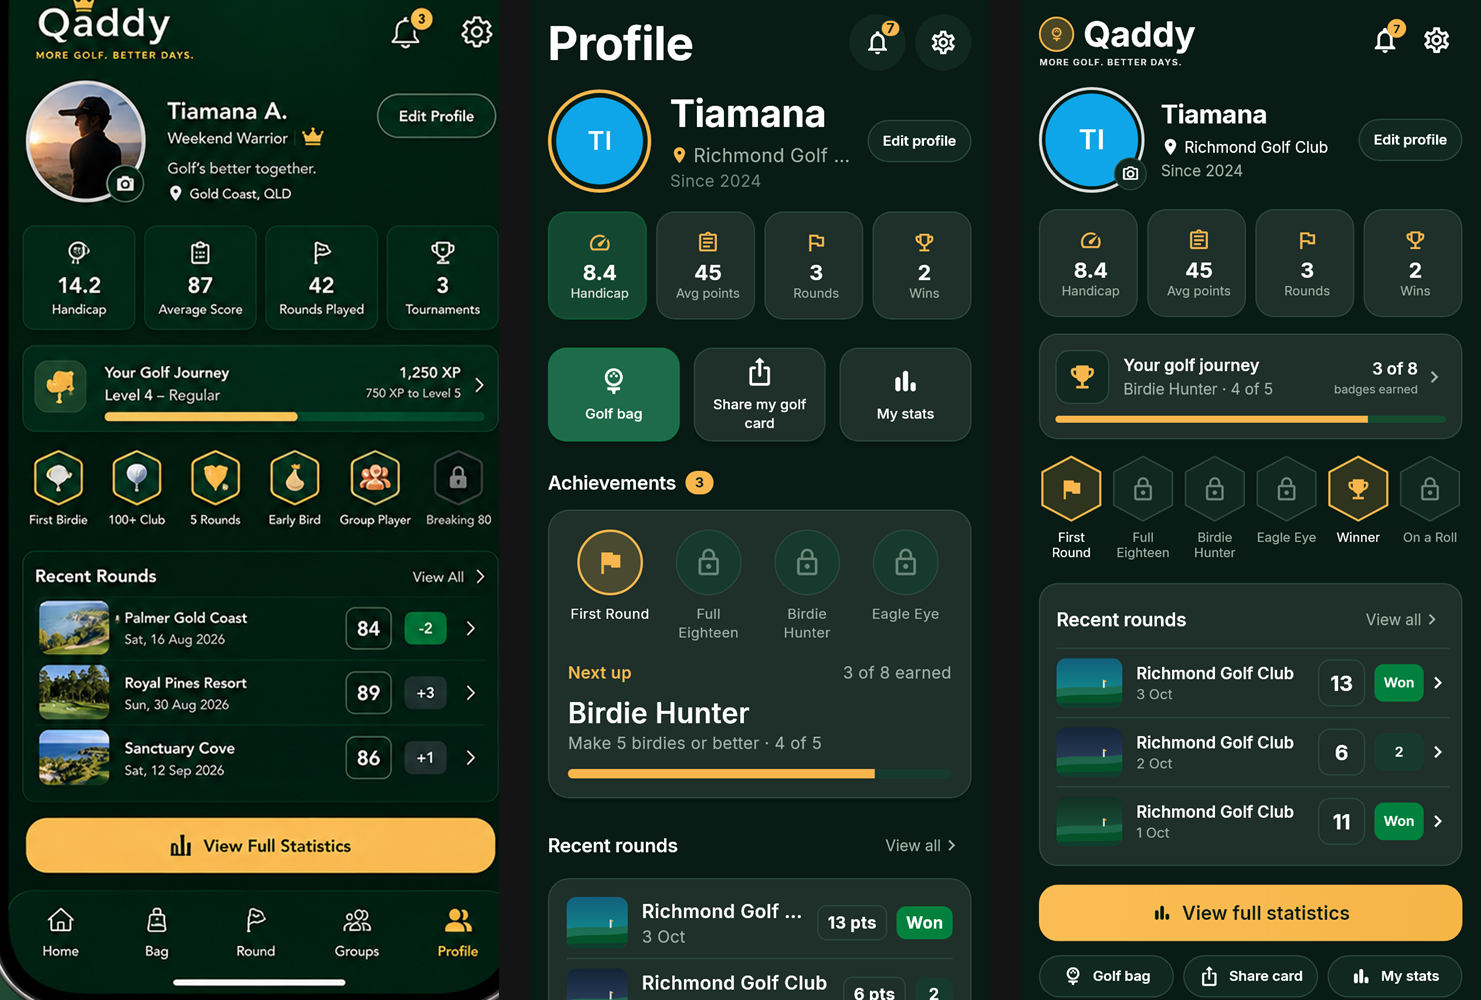 Qaddy
3
MORE GOLF. BETTER DAYS.
Tiamana A.
Weekend Warrior
Golf's better together.
Gold Coast, QLD
Edit Profile
14.2
Handicap
87
Average Score
42
Rounds Played
3
Tournaments
Your Golf Journey
Level 4 – Regular
1,250 XP
750 XP to Level 5
First Birdie
100+ Club
5 Rounds
Early Bird
Group Player
Breaking 80
Recent Rounds
View All
Palmer Gold Coast
Sat, 16 Aug 2026
84
-2
Royal Pines Resort
Sun, 30 Aug 2026
89
+3
Sanctuary Cove
Sat, 12 Sep 2026
86
+1
View Full Statistics
Home
Bag
Round
Groups
Profile
Profile
7
TI
Tiamana
Richmond Golf ...
Since 2024
Edit profile
8.4
Handicap
45
Avg points
3
Rounds
2
Wins
Golf bag
Share my golf
card
My stats
Achievements
3
First Round
Full
Eighteen
Birdie
Hunter
Eagle Eye
Next up
3 of 8 earned
Birdie Hunter
Make 5 birdies or better · 4 of 5
Recent rounds
View all
Richmond Golf ...
3 Oct
13 pts
Won
Richmond Golf Club
6 pts
2
Qaddy
MORE GOLF. BETTER DAYS.
7
TI
Tiamana
Richmond Golf Club
Since 2024
Edit profile
8.4
Handicap
45
Avg points
3
Rounds
2
Wins
Your golf journey
Birdie Hunter · 4 of 5
3 of 8
badges earned
First
Round
Full
Eighteen
Birdie
Hunter
Eagle Eye
Winner
On a Roll
Recent rounds
View all
Richmond Golf Club
3 Oct
13
Won
Richmond Golf Club
2 Oct
6
2
Richmond Golf Club
1 Oct
11
Won
View full statistics
Golf bag
Share card
My stats